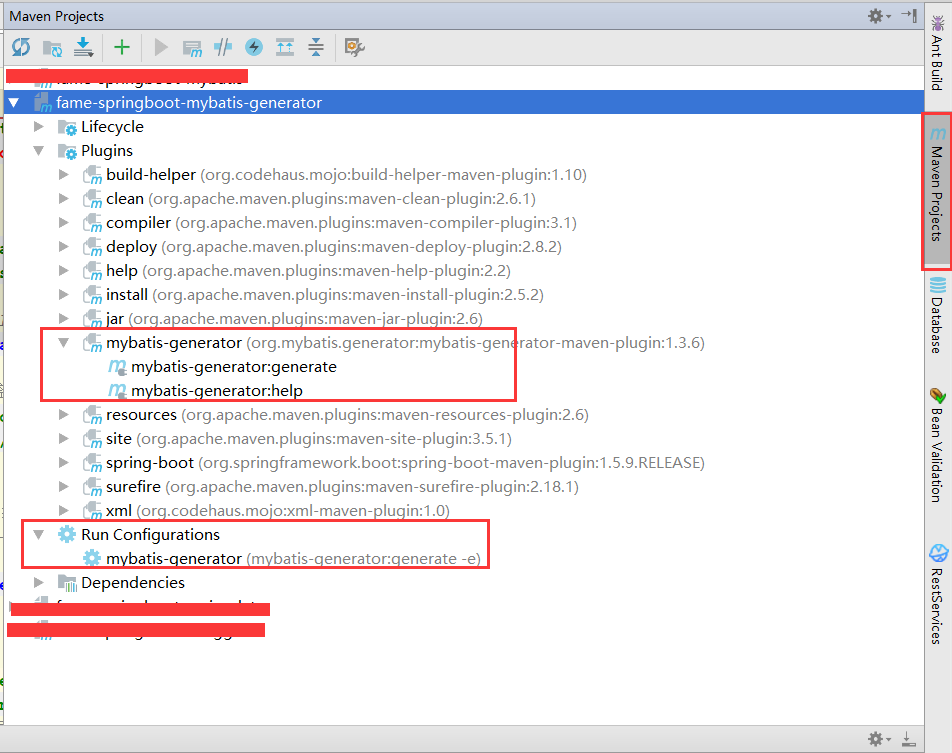 Maven Projects
fame-springboot-mybatis-generator
Lifecycle
Plugins
build-helper (org.codehaus.mojo:build-helper-maven-plugin:1.10)
clean (org.apache.maven.plugins:maven-clean-plugin:2.6.1)
compiler (org.apache.maven.plugins:maven-compiler-plugin:3.1)
deploy (org.apache.maven.plugins:maven-deploy-plugin:2.8.2)
help (org.apache.maven.plugins:maven-help-plugin:2.2)
install (org.apache.maven.plugins:maven-install-plugin:2.5.2)
jar (org.apache.maven.plugins:maven-jar-plugin:2.6)
mybatis-generator (org.mybatis.generator:mybatis-generator-maven-plugin:1.3.6)
mybatis-generator:generate
mybatis-generator:help
resources (org.apache.maven.plugins:maven-resources-plugin:2.6)
site (org.apache.maven.plugins:maven-site-plugin:3.5.1)
spring-boot (org.springframework.boot:spring-boot-maven-plugin:1.5.9.RELEASE)
surefire (org.apache.maven.plugins:maven-surefire-plugin:2.18.1)
xml (org.codehaus.mojo:xml-maven-plugin:1.0)
Run Configurations
mybatis-generator (mybatis-generator:generate -e)
Dependencies
Ant Build
Maven Projects
Database
Bean Validation
RestServices